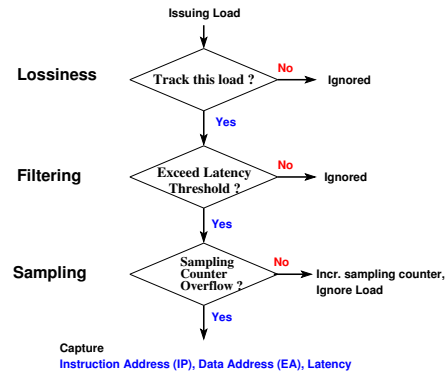 Issuing Load
Lossiness
Track this load ?
No
Ignored
Yes
Filtering
Exceed Latency
Threshold ?
No
Ignored
Yes
Sampling
Sampling
Counter
Overflow ?
No
Incr. sampling counter,
Ignore Load
Yes
Capture
Instruction Address (IP), Data Address (EA), Latency